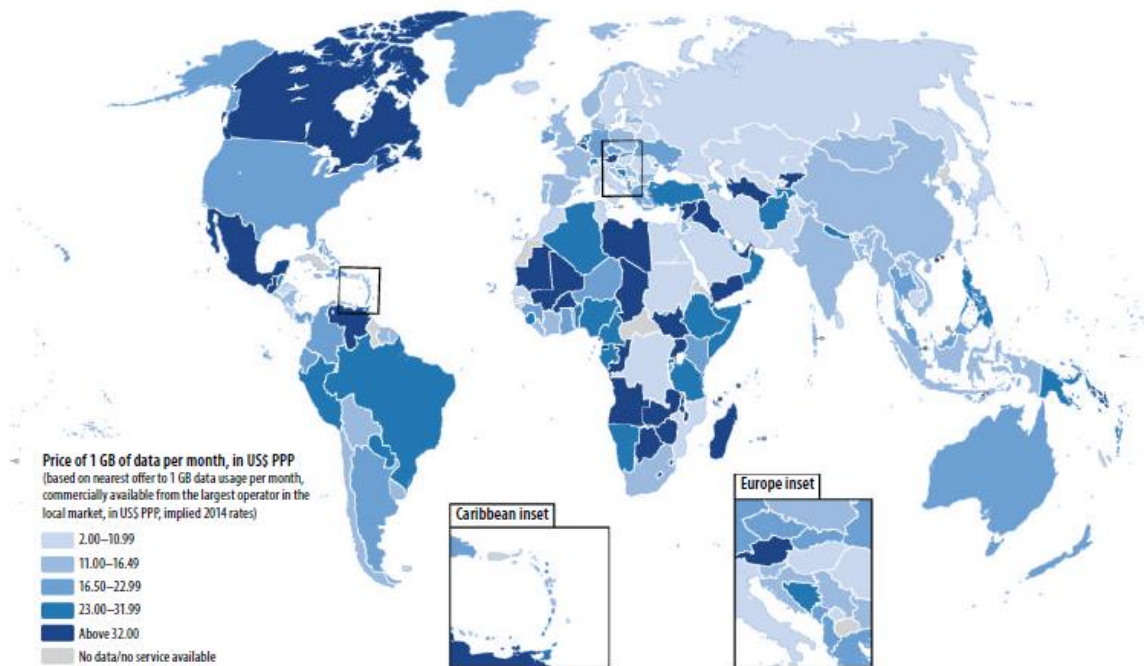 Price of 1 GB of data per month, in US$ PPP
(based on nearest offer to 1 GB data usage per month,
commercially available from the largest operator in the
local market, in US$ PPP, implied 2014 rates)
2.00–10.99
11.00–16.49
16.50–22.99
23.00–31.99
Above 32.00
No data/no service available
Caribbean inset
Europe inset